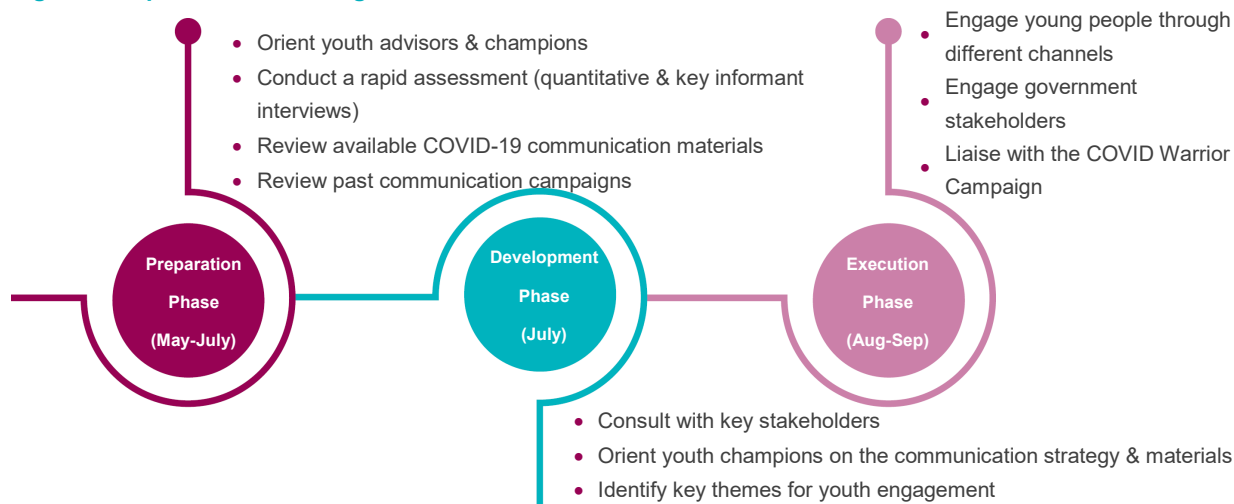 Orient youth advisors & champions
Conduct a rapid assessment (quantitative & key informant
interviews)
Review available COVID-19 communication materials
Review past communication campaigns
Engage young people through
different channels
Engage government
stakeholders
Liaise with the COVID Warrior
Campaign
Preparation
Phase
(May-July)
Development
Phase
(July)
Execution
Phase
(Aug-Sep)
Consult with key stakeholders
Orient youth champions on the communication strategy & materials
Identify key themes for youth engagement